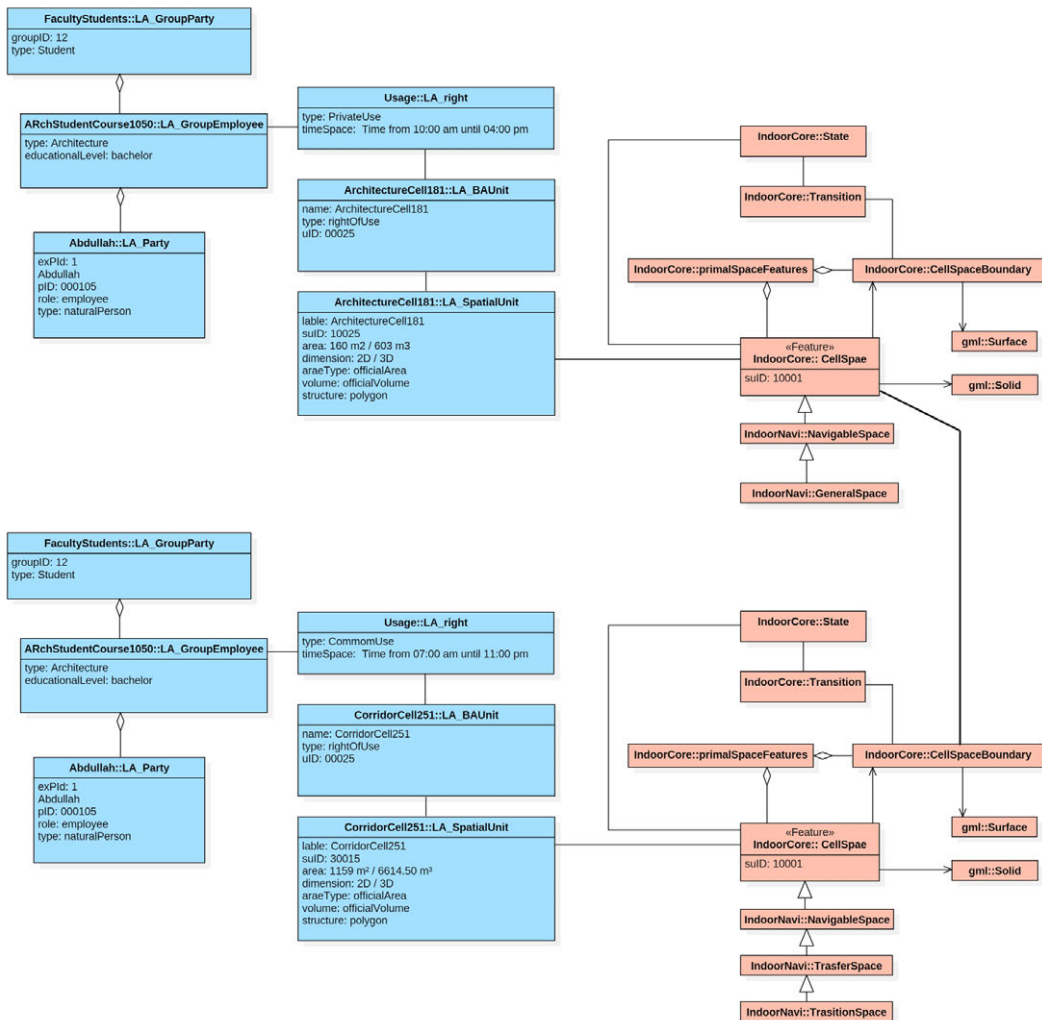 FacultyStudents::LA_GroupParty
groupID: 12
type: Student
ARchStudentCourse1050::LA_GroupEmployee
type: Architecture
educationalLevel: bachelor
Abdullah::LA_Party
exPId: 1
Abdullah
pID: 000105
role: employee
type: naturalPerson
Usage::LA_right
type: PrivateUse
timeSpace:  Time from 10:00 am until 04:00 pm
ArchitectureCell181::LA_BAUnit
name: ArchitectureCell181
type: rightOfUse
uID: 00025
ArchitectureCell181::LA_SpatialUnit
lable: ArchitectureCell181
suID: 10025
area: 160 m2 / 603 m3
dimension: 2D / 3D
araeType: officialArea
volume: officialVolume
structure: polygon
IndoorCore::State
IndoorCore::Transition
IndoorCore::primalSpaceFeatures
IndoorCore::CellSpaceBoundary
gml::Surface
«Feature»
IndoorCore:: CellSpae
suID: 10001
gml::Solid
IndoorNavi::NavigableSpace
IndoorNavi::GeneralSpace
FacultyStudents::LA_GroupParty
groupID: 12
type: Student
ARchStudentCourse1050::LA_GroupEmployee
type: Architecture
educationalLevel: bachelor
Abdullah::LA_Party
exPId: 1
Abdullah
pID: 000105
role: employee
type: naturalPerson
Usage::LA_right
type: CommomUse
timeSpace:  Time from 07:00 am until 11:00 pm
CorridorCell251::LA_BAUnit
name: CorridorCell251
type: rightOfUse
uID: 00025
CorridorCell251::LA_SpatialUnit
lable: CorridorCell251
suID: 30015
area: 1159 m² / 6614.50 m³
dimension: 2D / 3D
araeType: officialArea
volume: officialVolume
structure: polygon
IndoorCore::State
IndoorCore::Transition
IndoorCore::primalSpaceFeatures
IndoorCore::CellSpaceBoundary
gml::Surface
«Feature»
IndoorCore:: CellSpae
suID: 10001
gml::Solid
IndoorNavi::NavigableSpace
IndoorNavi::TrasferSpace
IndoorNavi::TrasitionSpace